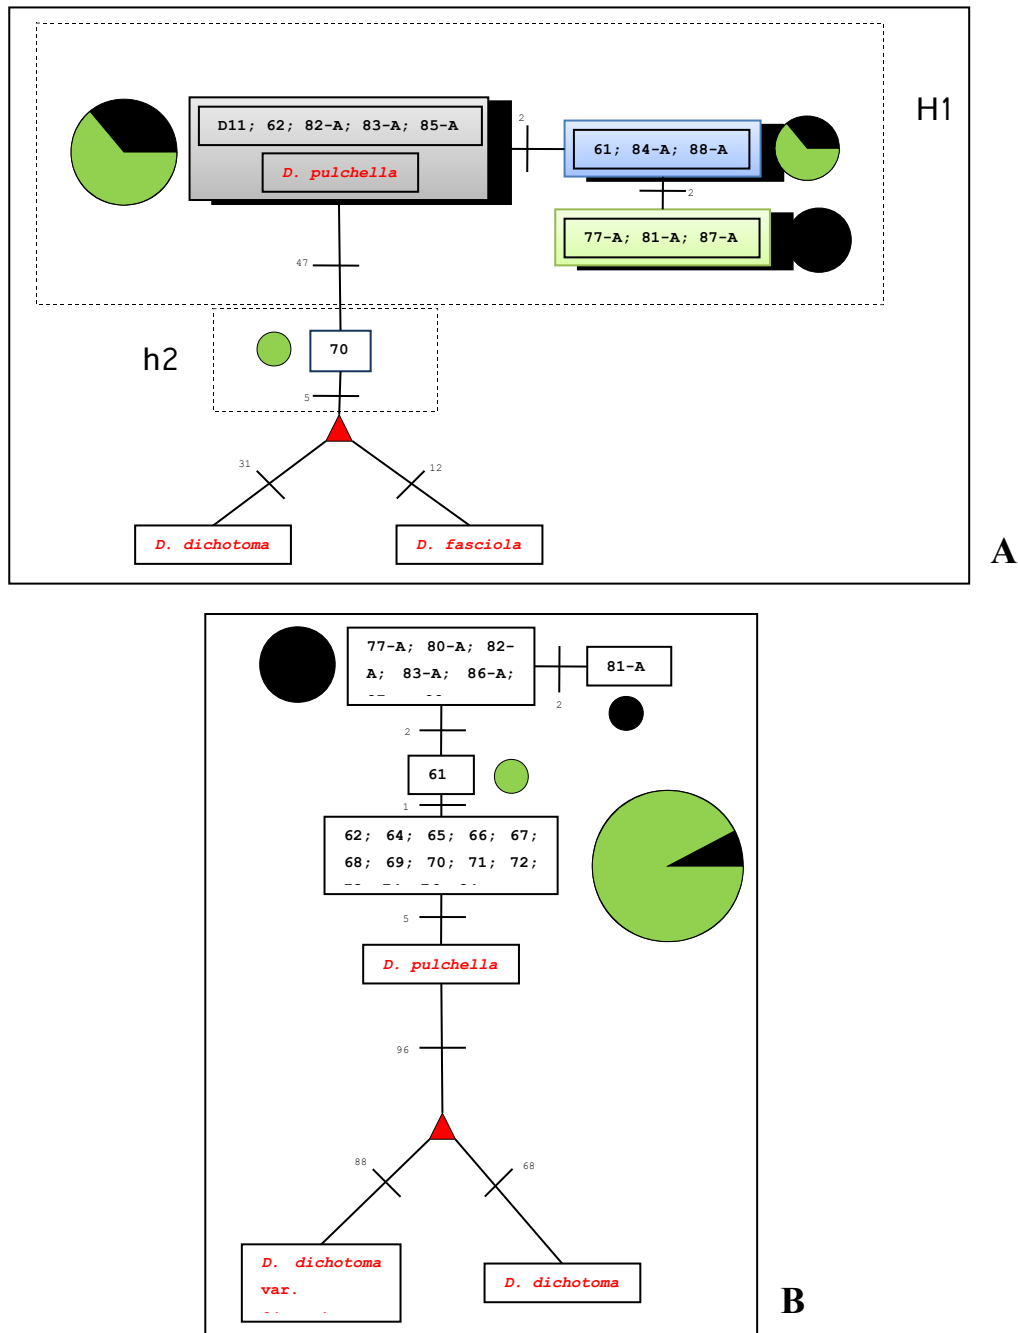 H1
D11; 62; 82-A; 83-A; 85-A
D. pulchella
2
61; 84-A; 88-A
2
77-A; 81-A; 87-A
47
h2
70
5
31
12
D. dichotoma
D. fasciola
A
77-A; 80-A; 82-
A; 83-A; 86-A;
81-A
2
2
61
1
62; 64; 65; 66; 67;
68; 69; 70; 71; 72;
5
D. pulchella
96
88
68
D. dichotoma
var.
D. dichotoma
B